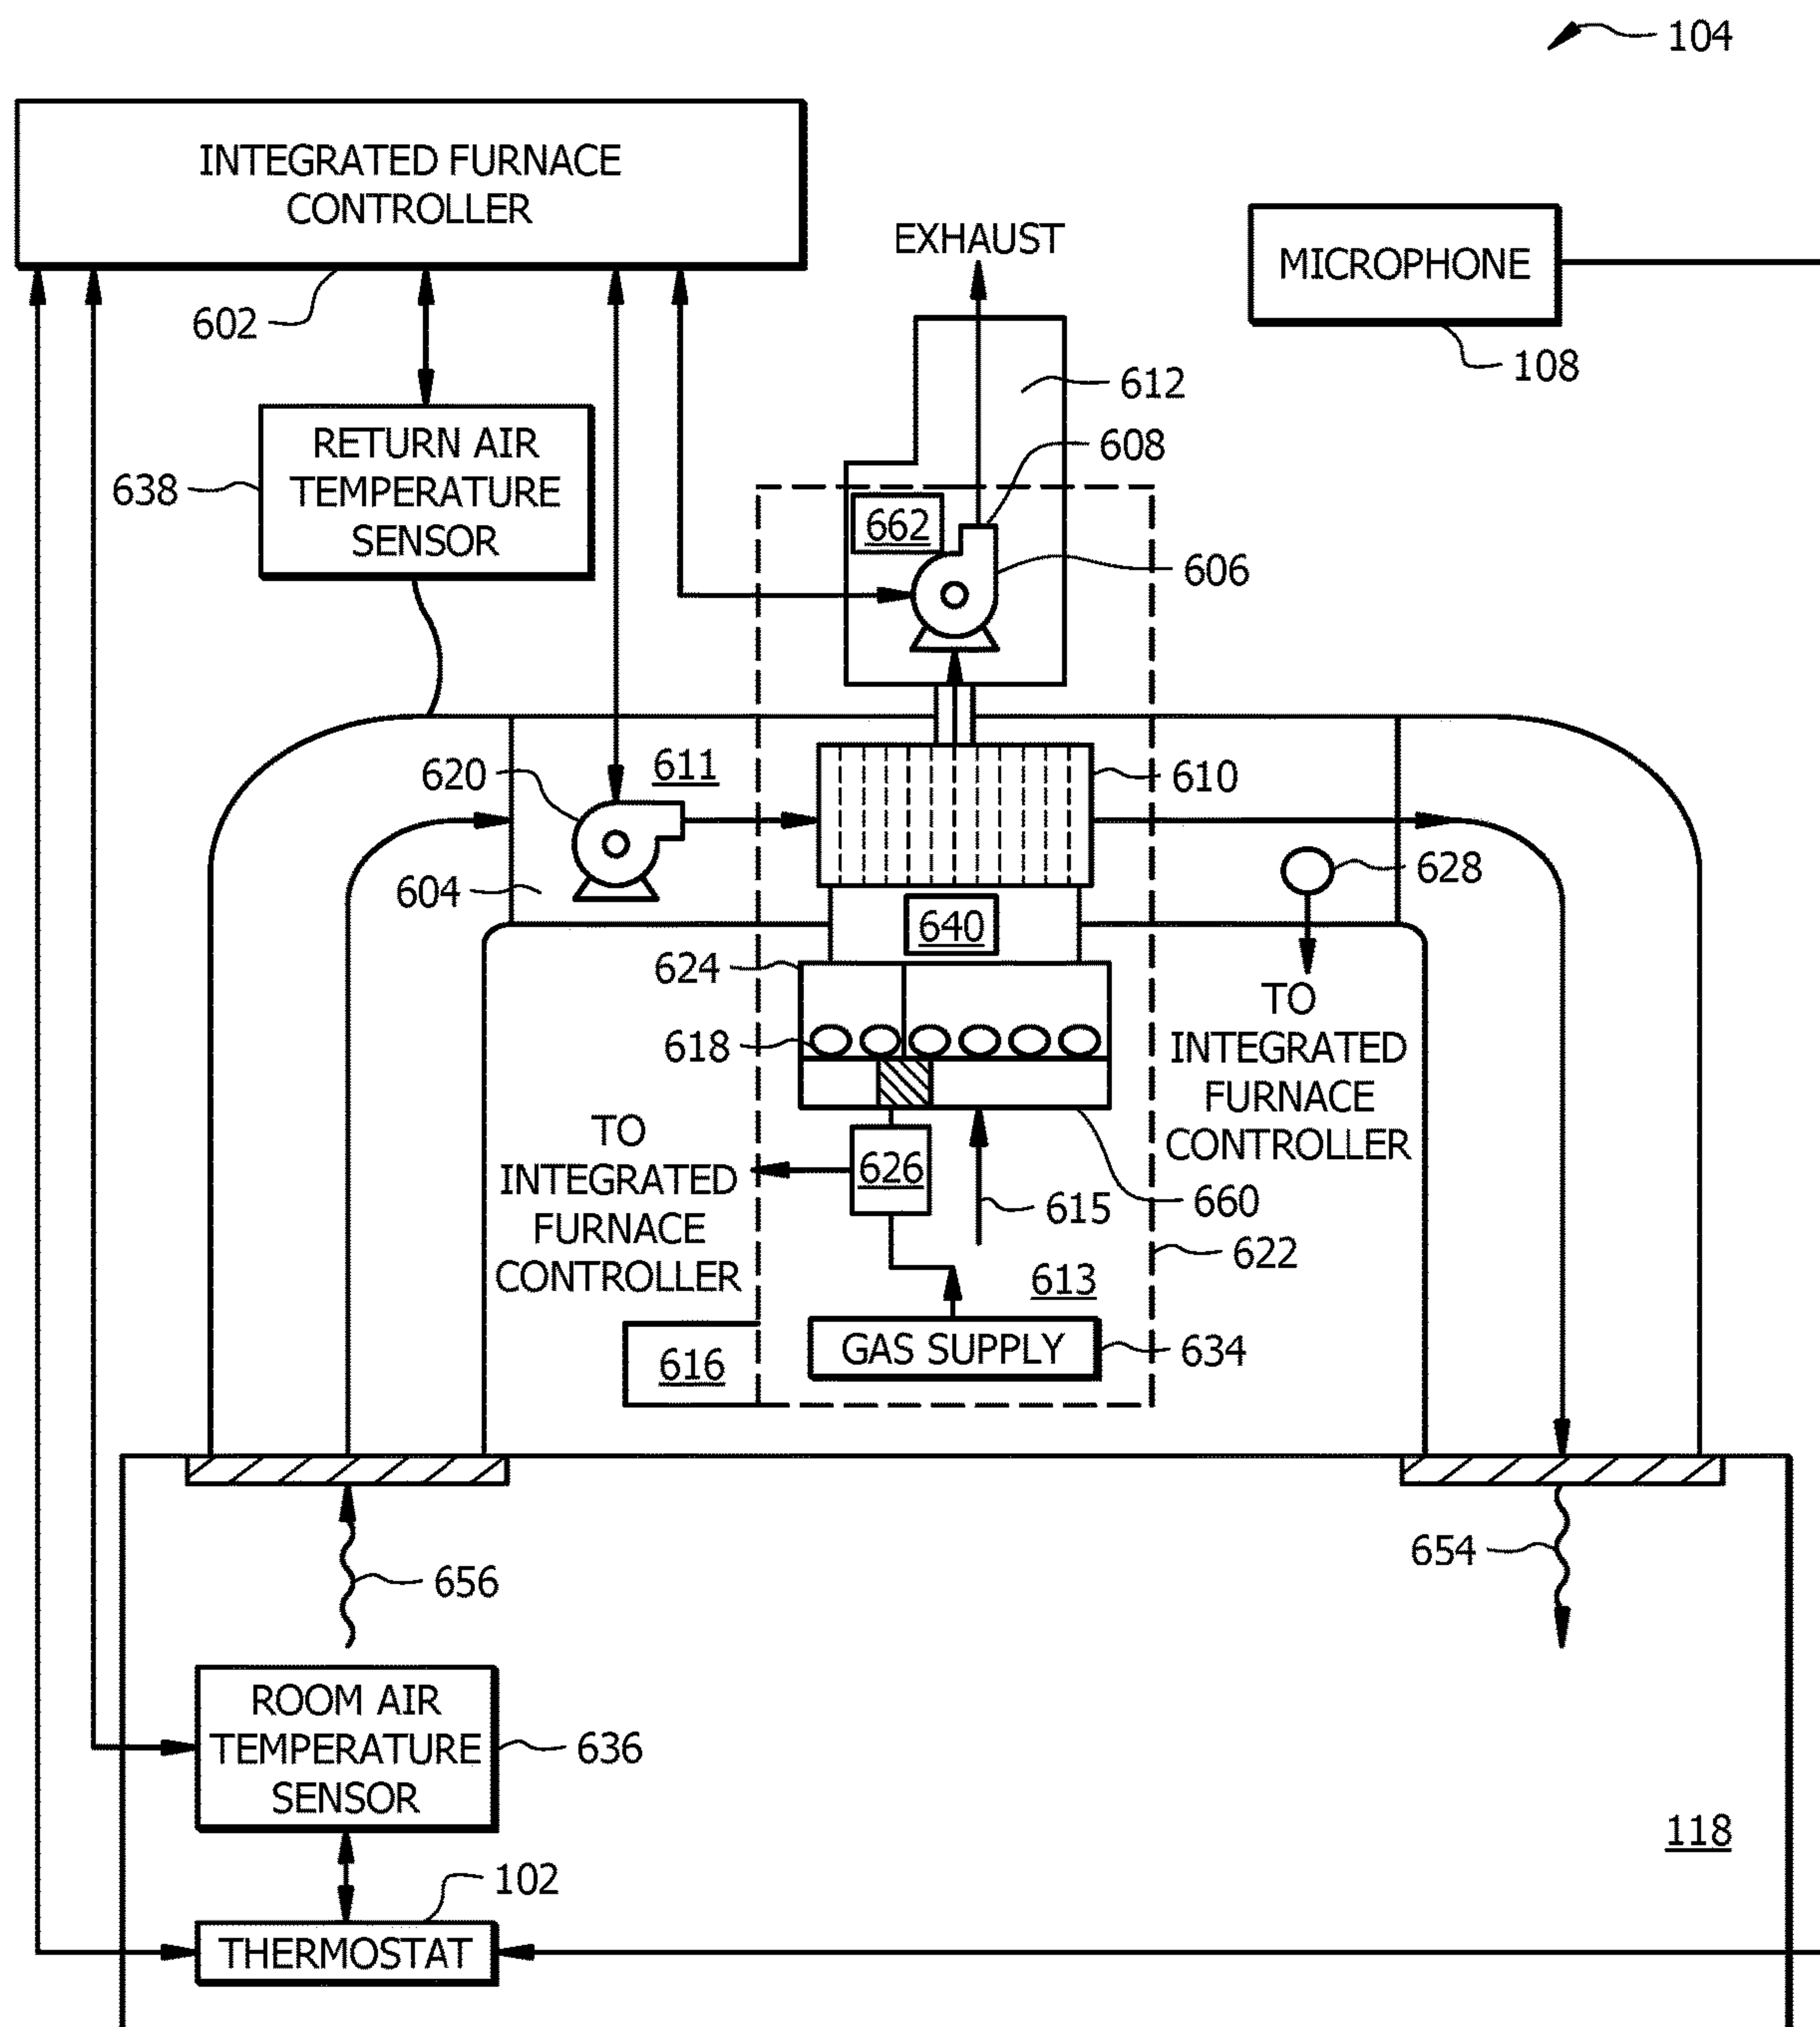 104
INTEGRATED FURNACE
CONTROLLER
602
EXHAUST
MICROPHONE
108
612
608
RETURN AIR
TEMPERATURE
SENSOR
638
662
606
620
611
610
604
628
640
624
618
TO
INTEGRATED
FURNACE
CONTROLLER
TO
INTEGRATED
FURNACE
CONTROLLER
626
615
660
622
613
616
GAS SUPPLY
634
656
654
ROOM AIR
TEMPERATURE
SENSOR
636
118
102
THERMOSTAT